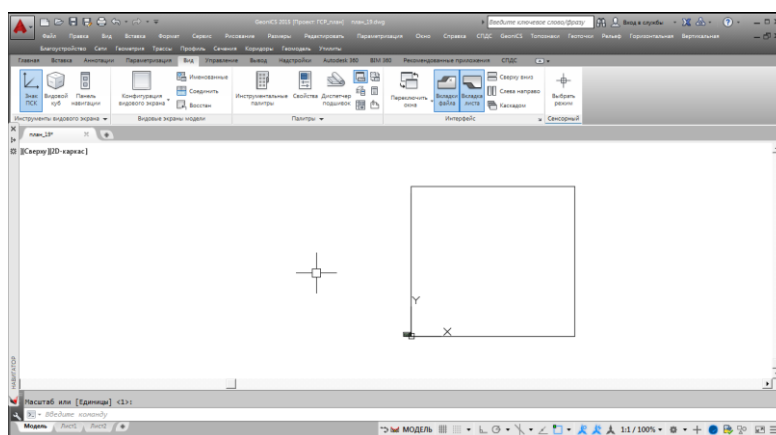 GeoniCS 2013 [Проект ГСР_план] план_19.dwg
Введите ключевое слово/фразу
Вход в службы
Файл Правка Вид Вставка Формат Сервис Рисование Размеры Редактировать Параметризация Окно Справка СПДС GeoniCS Топознаки Геоточки Рельеф Горизонтальная Вертикальная
Благоустройство Сети Геометрия Трассы Профиль Сечения Коридоры Геомодель Утилиты
Главная Вставка Аннотации Параметризация Вид Управление Вывод Надстройки Autodesk 360 BIM 360 Рекомендованные приложения СПДС
Знак ПСК
Видовой куб
Панель навигации
Конфигурация видового экрана
Именованные
Соединить
Восстан
Инструментальные палитры
Свойства
Диспетчер подшивок
Переключить окна
Вкладки файла
Вкладки листа
Сверху вниз
Слева направо
Каскадом
Выбрать режим
Инструменты видового экрана
Видовые экраны модели
Палитры
Интерфейс
Сенсорный
план_19*
[Сверху][2D-каркас]
Y
X
НАВИГАТОР
Масштаб или [Единицы] <1>:
Введите команду
Модель Лист1 Лист2
МОДЕЛЬ
1:1 / 100%